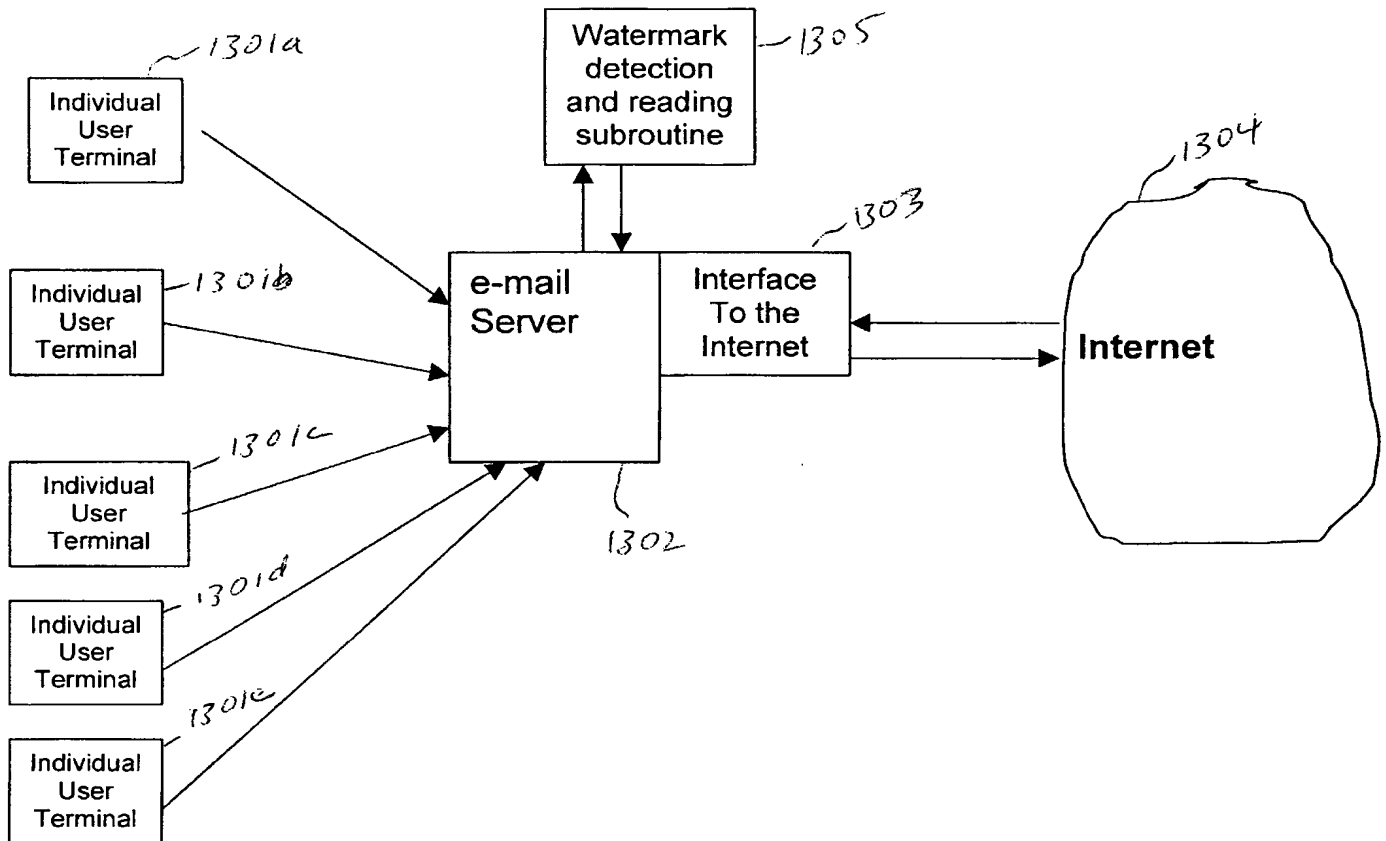 1301a
Individual
User
Terminal
Watermark
detection
and reading
subroutine
1305
1301b
Individual
User
Terminal
e-mail
Server
1303
Interface
To the
Internet
1304
Internet
1301c
Individual
User
Terminal
1302
1301d
Individual
User
Terminal
1301e
Individual
User
Terminal